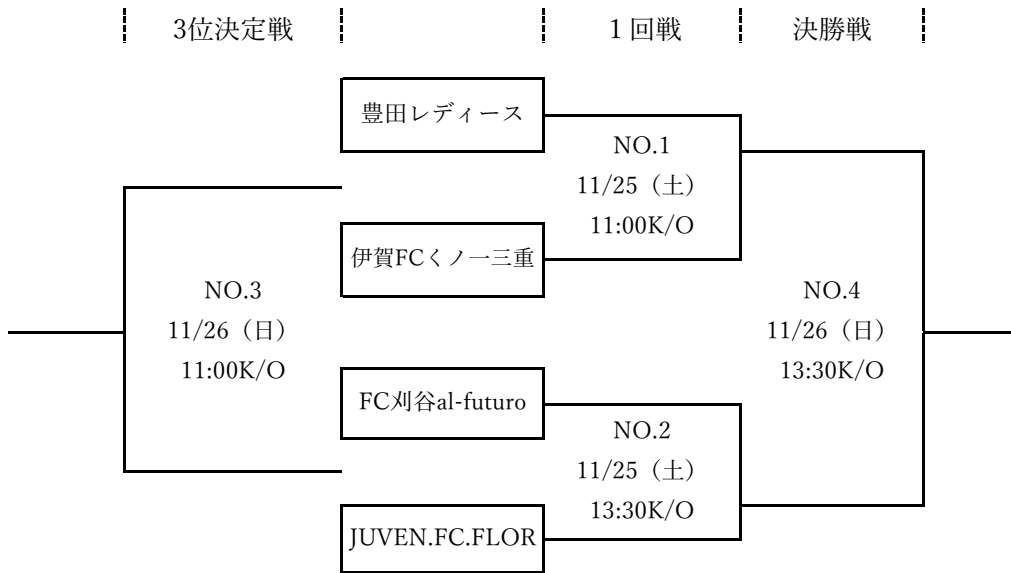 3位決定戦
1回戦
決勝戦
豊田レディース
NO.1
11/25（土）
11:00K/O
伊賀FCくノ一三重
NO.3
11/26（日）
11:00K/O
NO.4
11/26（日）
13:30K/O
FC刈谷al-futuro
NO.2
11/25（土）
13:30K/O
JUVEN.FC.FLOR